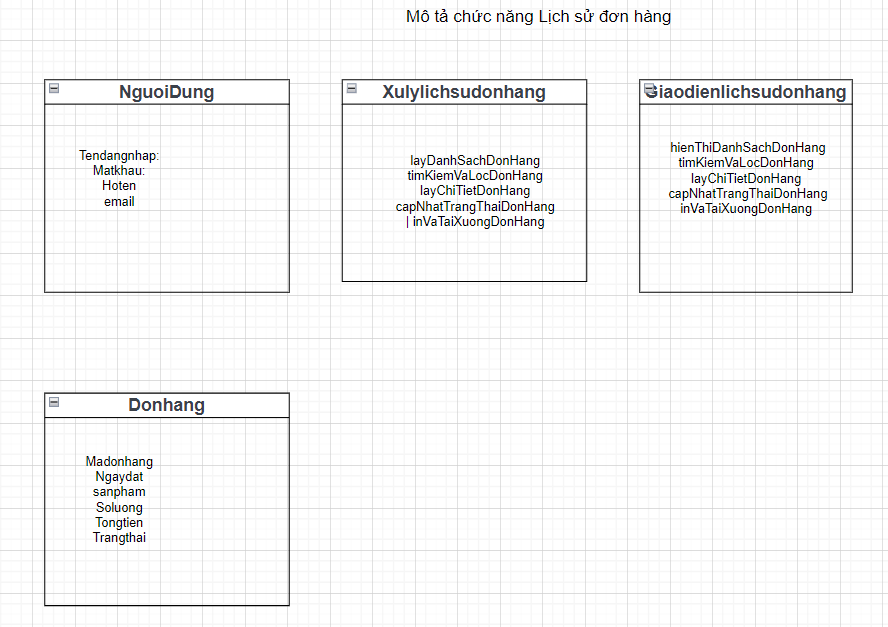 Mô tả chức năng Lịch sử đơn hàng
NguoiDung
Tendangnhap:
Matkhau:
Hoten
email
Xulylichsudonhang
layDanhSachDonHang
timKiemVaLocDonHang
layChiTietDonHang
capNhatTrangThaiDonHang
| inVaTaiXuongDonHang
Giaodienlichsudonhang
hienThiDanhSachDonHang
timKiemVaLocDonHang
layChiTietDonHang
capNhatTrangThaiDonHang
inVaTaiXuongDonHang
Donhang
Madonhang
Ngaydat
sanpham
Soluong
Tongtien
Trangthai